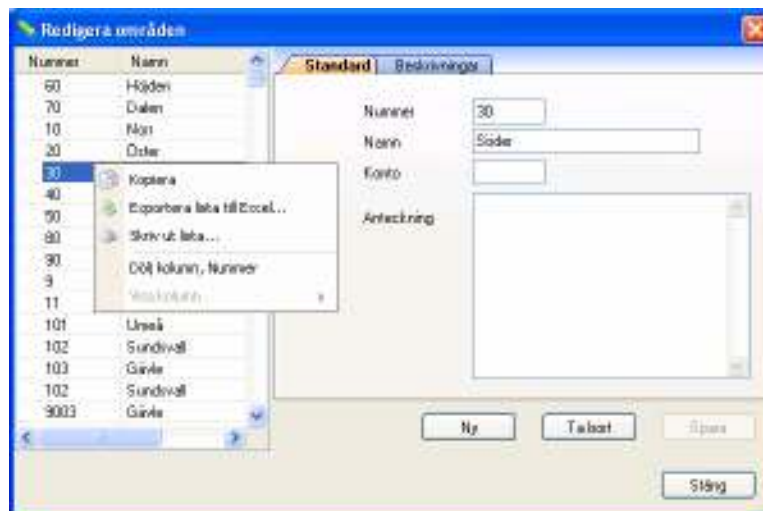 Redigera områden
Nummer Namn
60 Höjden
70 Dalen
10 Norr
20 Öster
30
40
50
80
90
9
11
101 Umeå
102 Sundsvall
103 Gävle
102 Sundsvall
9003 Gävle
Kopiera
Exportera lista till Excel...
Skriv ut lista...
Dölj kolumn, Nummer
Visa kolumn
Standard Beskrivningar
Nummer 30
Namn Söder
Konto
Anteckning
Ny Ta bort Spara
Stäng